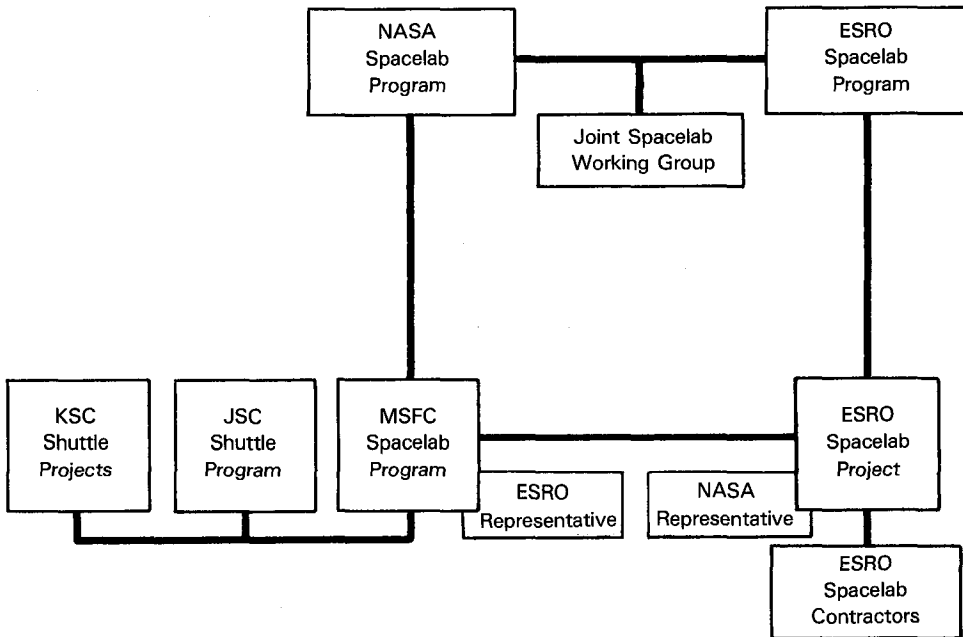 NASA
Spacelab
Program
ESRO
Spacelab
Program
Joint Spacelab
Working Group
KSC
Shuttle
Projects
JSC
Shuttle
Program
MSFC
Spacelab
Program
ESRO
Spacelab
Project
ESRO
Representative
NASA
Representative
ESRO
Spacelab
Contractors